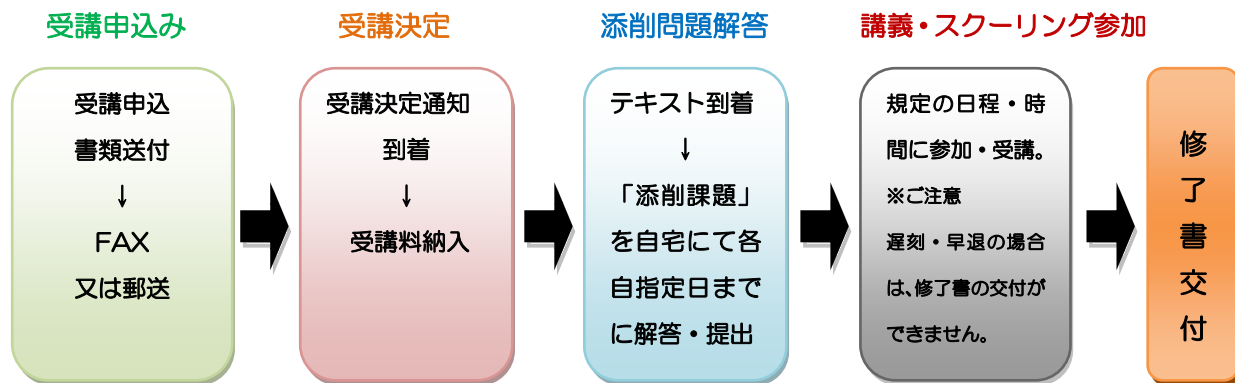 受講申込み
受講申込
書類送付
↓
FAX
又は郵送
受講決定
受講決定通知
到着
↓
受講料納入
添削問題解答
テキスト到着
↓
「添削課題」
を自宅にて各
自指定日まで
に解答・提出
講義・スクーリング参加
規定の日程・時
間に参加・受講。
※ご注意
遅刻・早退の場合
は、修了書の交付が
できません。
修了書交付